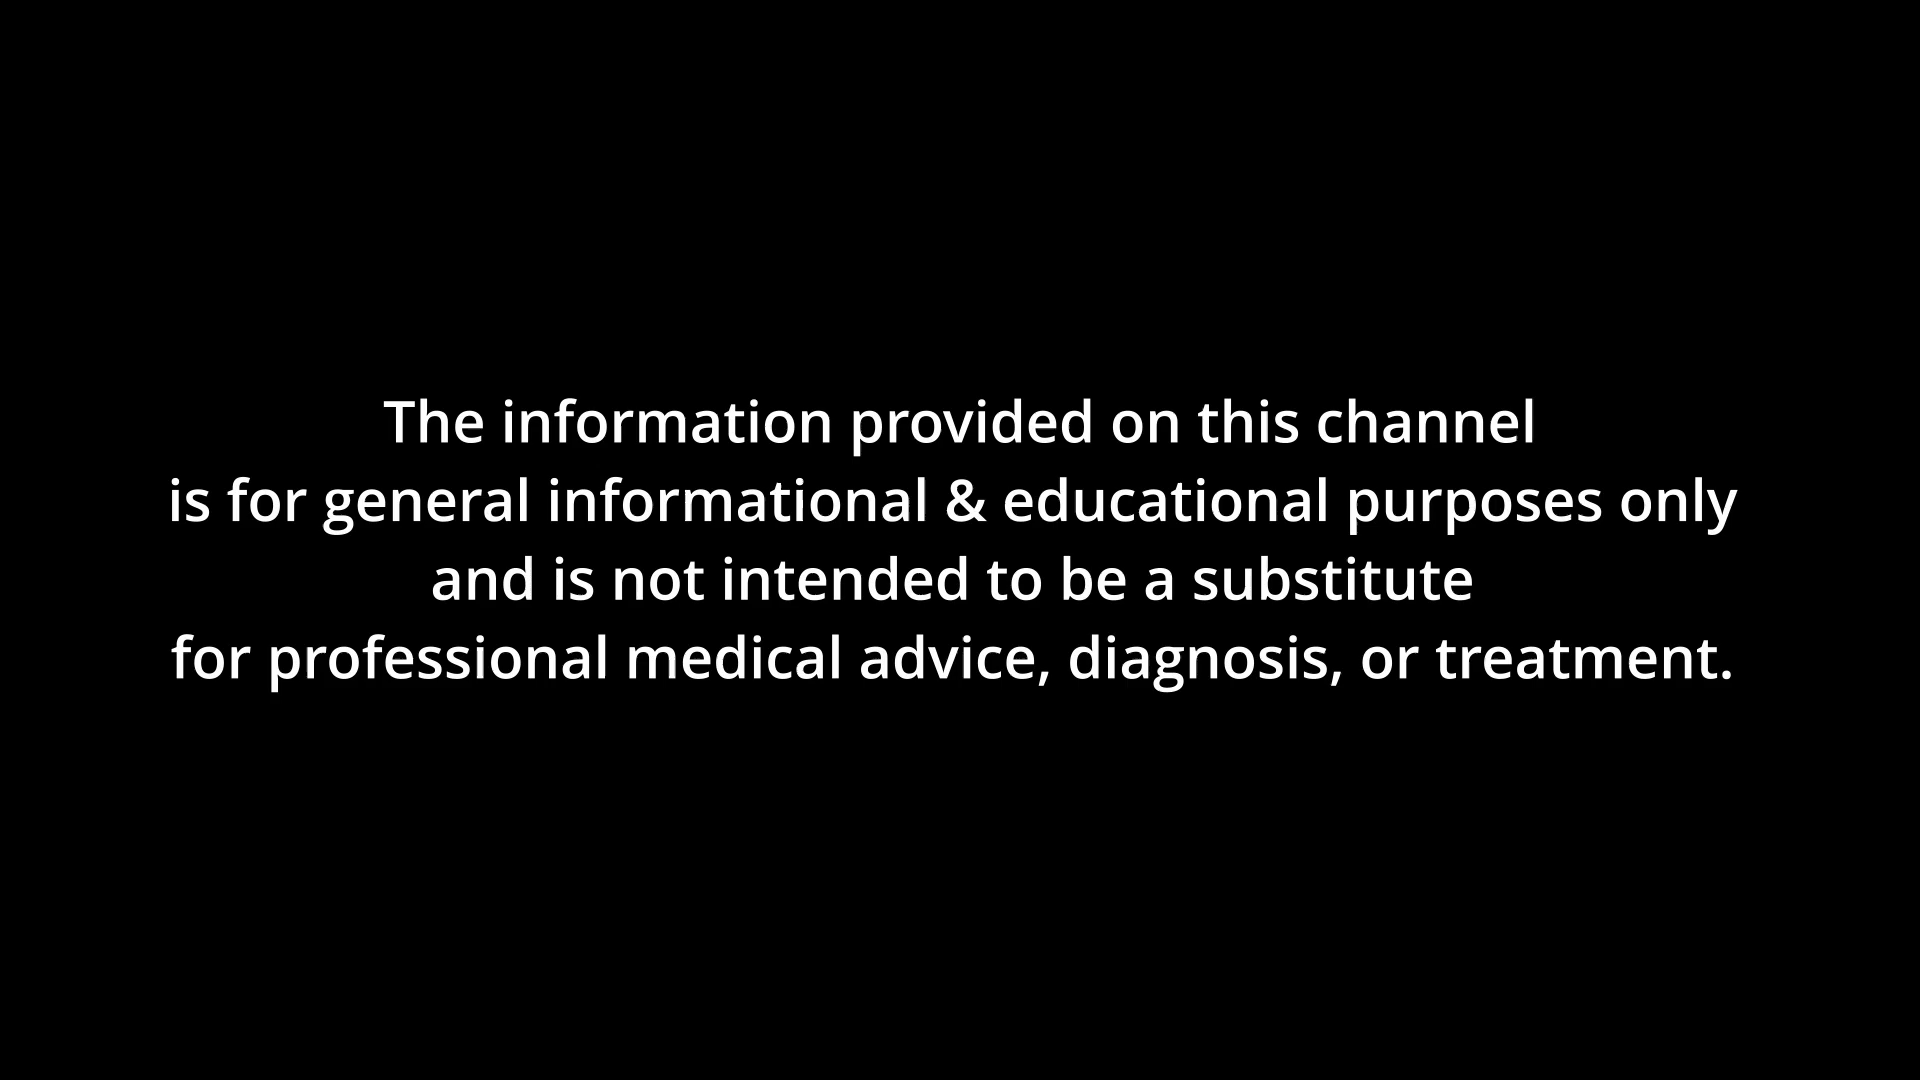 The information provided on this channel
is for general informational & educational purposes only
and is not intended to be a substitute
for professional medical advice, diagnosis, or treatment.